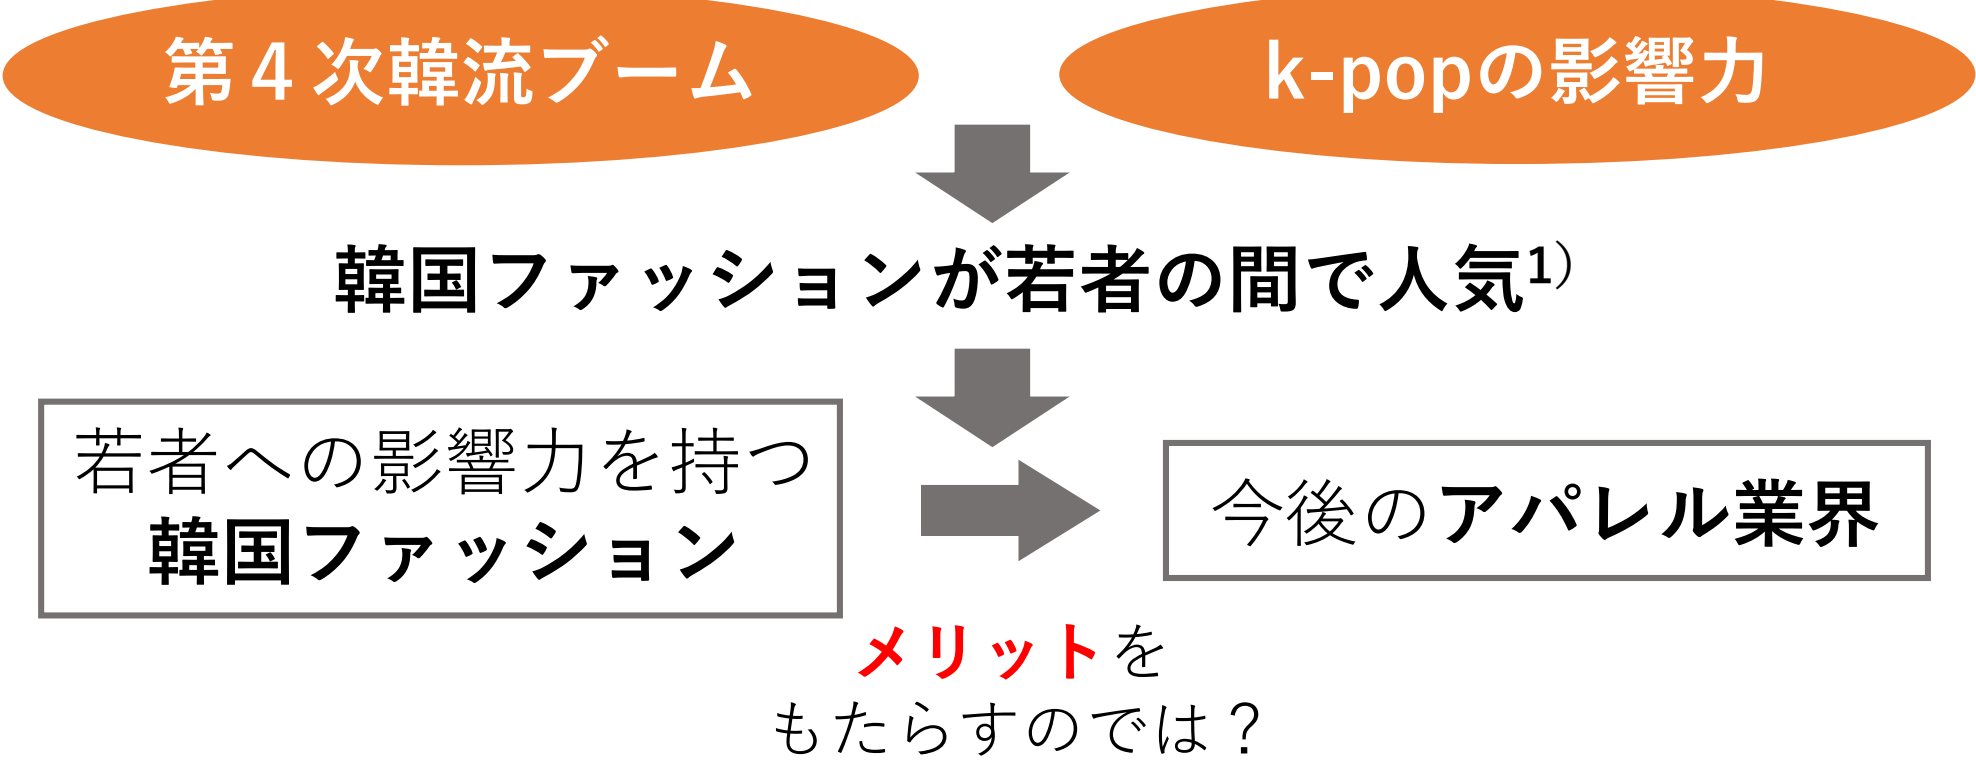 第４次韓流ブーム
k-popの影響力
韓国ファッションが若者の間で人気1）
若者への影響力を持つ
韓国ファッション
今後のアパレル業界
メリットを
もたらすのでは？